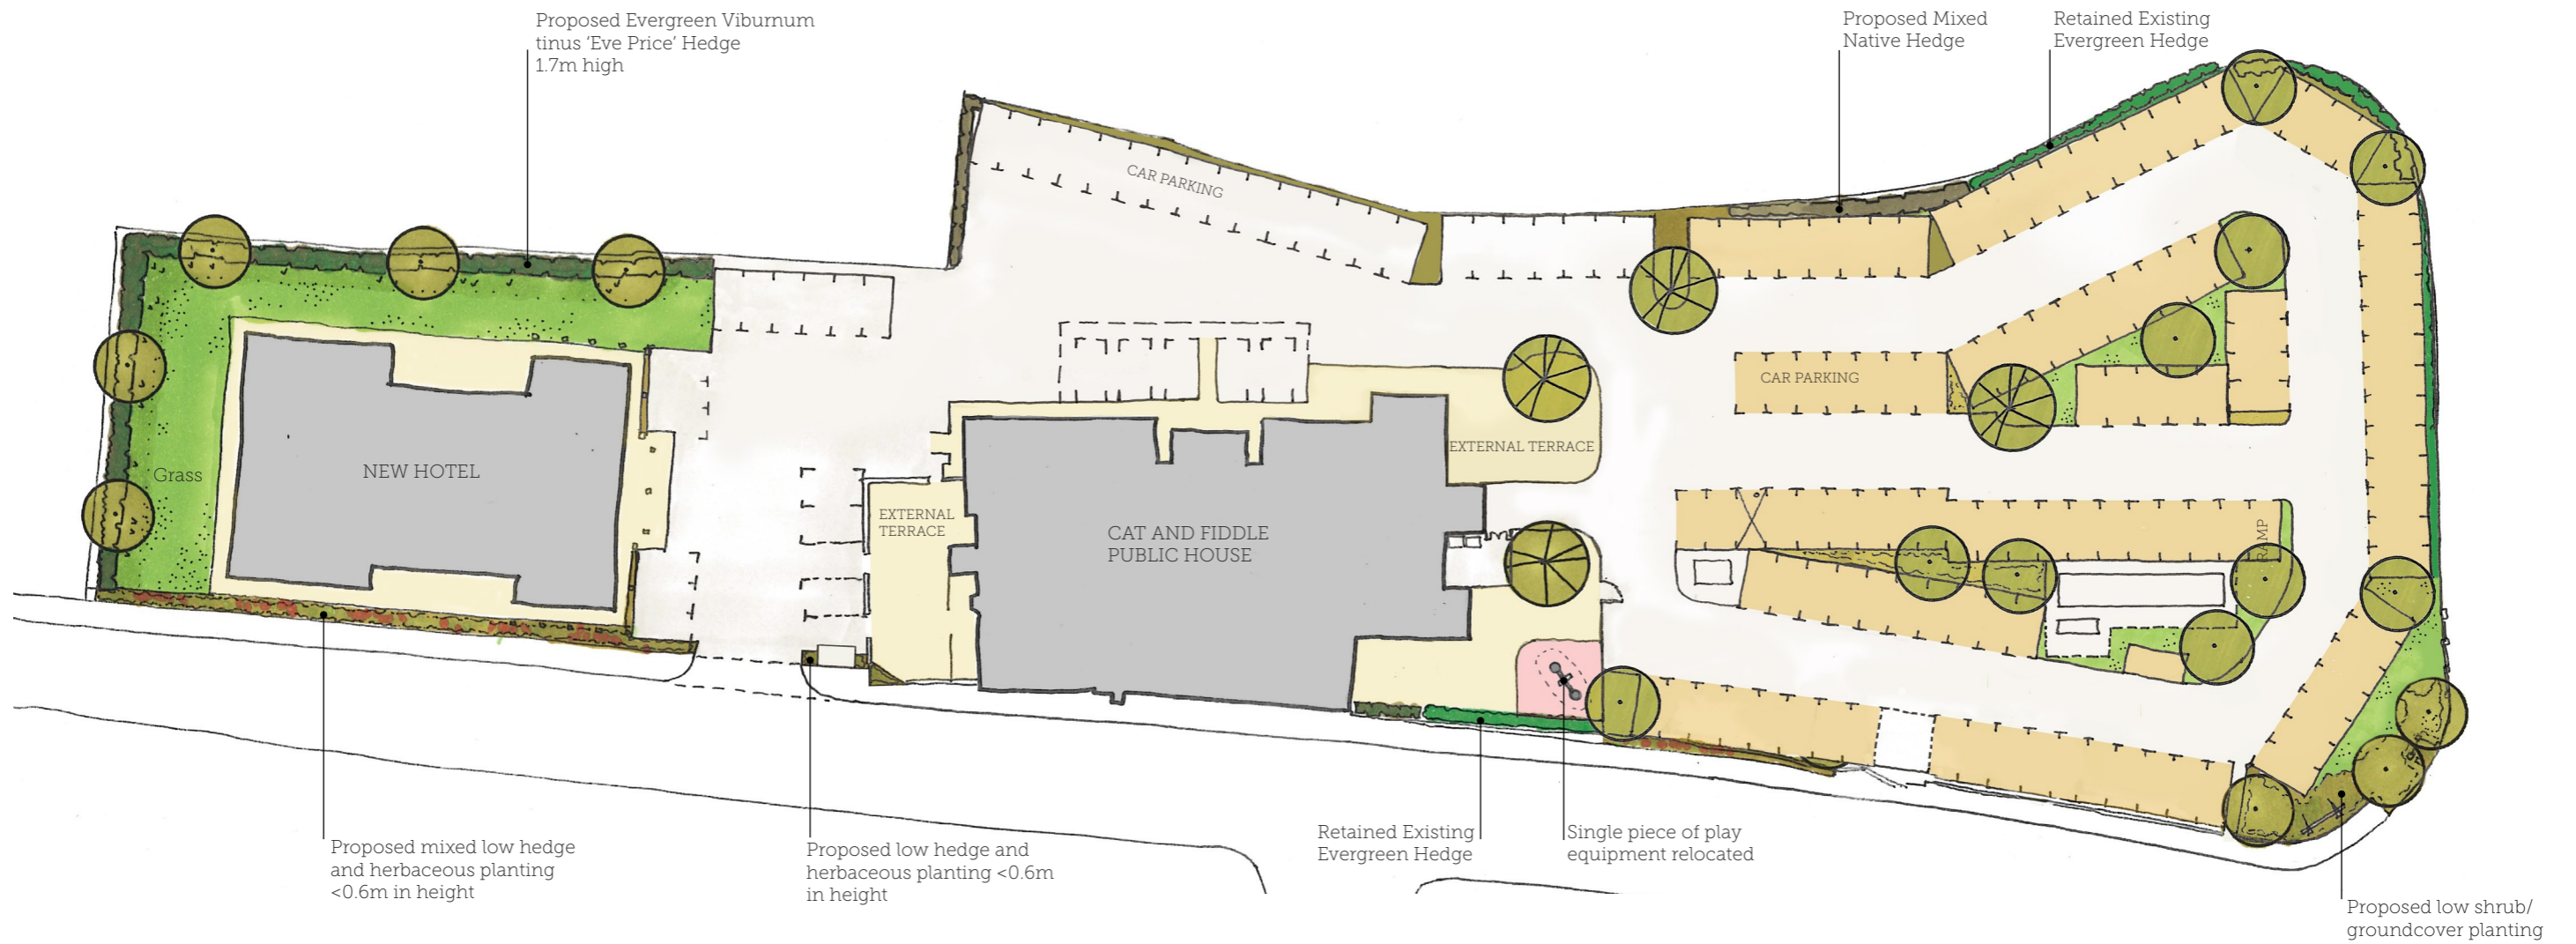 Proposed Evergreen Viburnum
tinus ‘Eve Price’ Hedge
1.7m high
Proposed Mixed
Native Hedge
Retained Existing
Evergreen Hedge
CAR PARKING
CAR PARKING
EXTERNAL TERRACE
Grass
NEW HOTEL
EXTERNAL
TERRACE
CAT AND FIDDLE
PUBLIC HOUSE
RAMP
Proposed mixed low hedge
and herbaceous planting
<0.6m in height
Proposed low hedge and
herbaceous planting <0.6m
in height
Retained Existing
Evergreen Hedge
Single piece of play
equipment relocated
Proposed low shrub/
groundcover planting